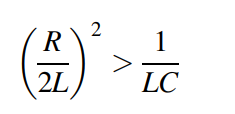 (R/2L)² > 1/LC